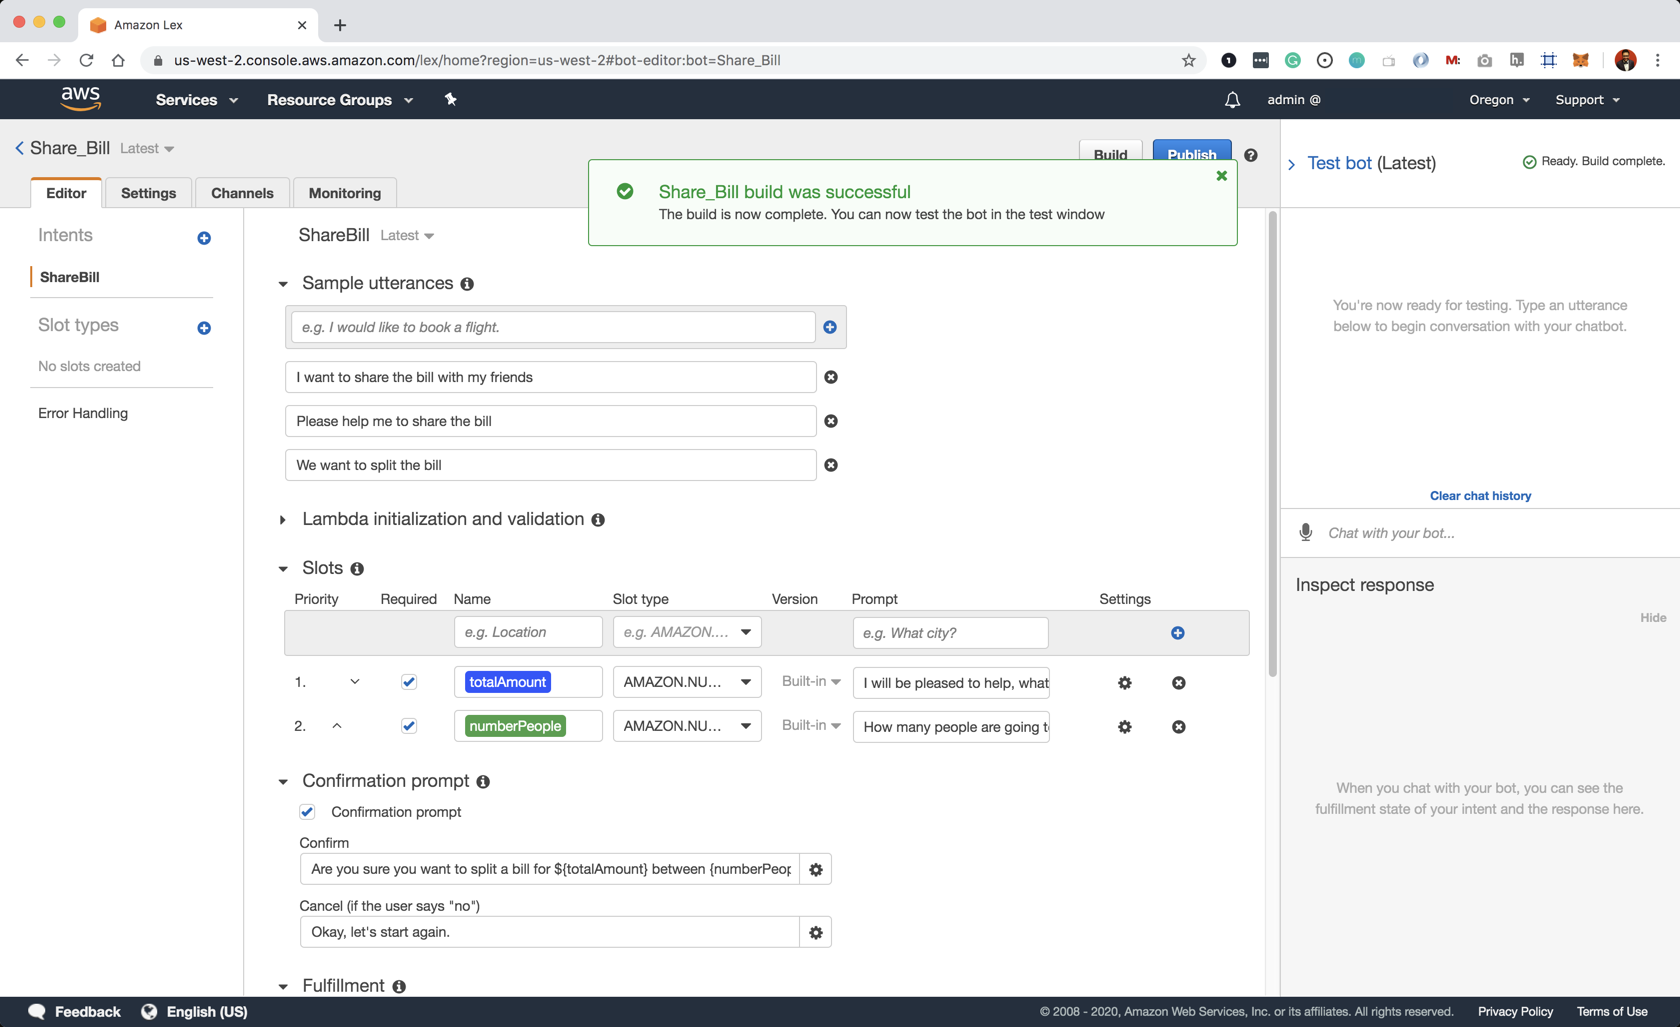 Amazon Lex
us-west-2.console.aws.amazon.com/lex/home?region=us-west-2#bot-editor:bot=Share_Bill
aws
Services
Resource Groups
admin @
Oregon
Support
Share_Bill
Latest
Build
Publish
Test bot (Latest)
Ready. Build complete.
Share_Bill build was successful
The build is now complete. You can now test the bot in the test window
Editor
Settings
Channels
Monitoring
Intents
ShareBill
Slot types
No slots created
Error Handling
ShareBill
Latest
Sample utterances
e.g. I would like to book a flight.
I want to share the bill with my friends
Please help me to share the bill
We want to split the bill
Lambda initialization and validation
Slots
Priority Required Name Slot type Version Prompt Settings
e.g. Location e.g. AMAZON.... e.g. What city?
1. totalAmount AMAZON.NU... Built-in I will be pleased to help, what
2. numberPeople AMAZON.NU... Built-in How many people are going t
Confirmation prompt
Confirmation prompt
Confirm
Are you sure you want to split a bill for ${totalAmount} between {numberPeop
Cancel (if the user says "no")
Okay, let's start again.
Fulfillment
You're now ready for testing. Type an utterance
below to begin conversation with your chatbot.
Clear chat history
Chat with your bot...
Inspect response
Hide
When you chat with your bot, you can see the
fulfillment state of your intent and the response here.
Feedback
English (US)
© 2008 - 2020, Amazon Web Services, Inc. or its affiliates. All rights reserved.
Privacy Policy
Terms of Use